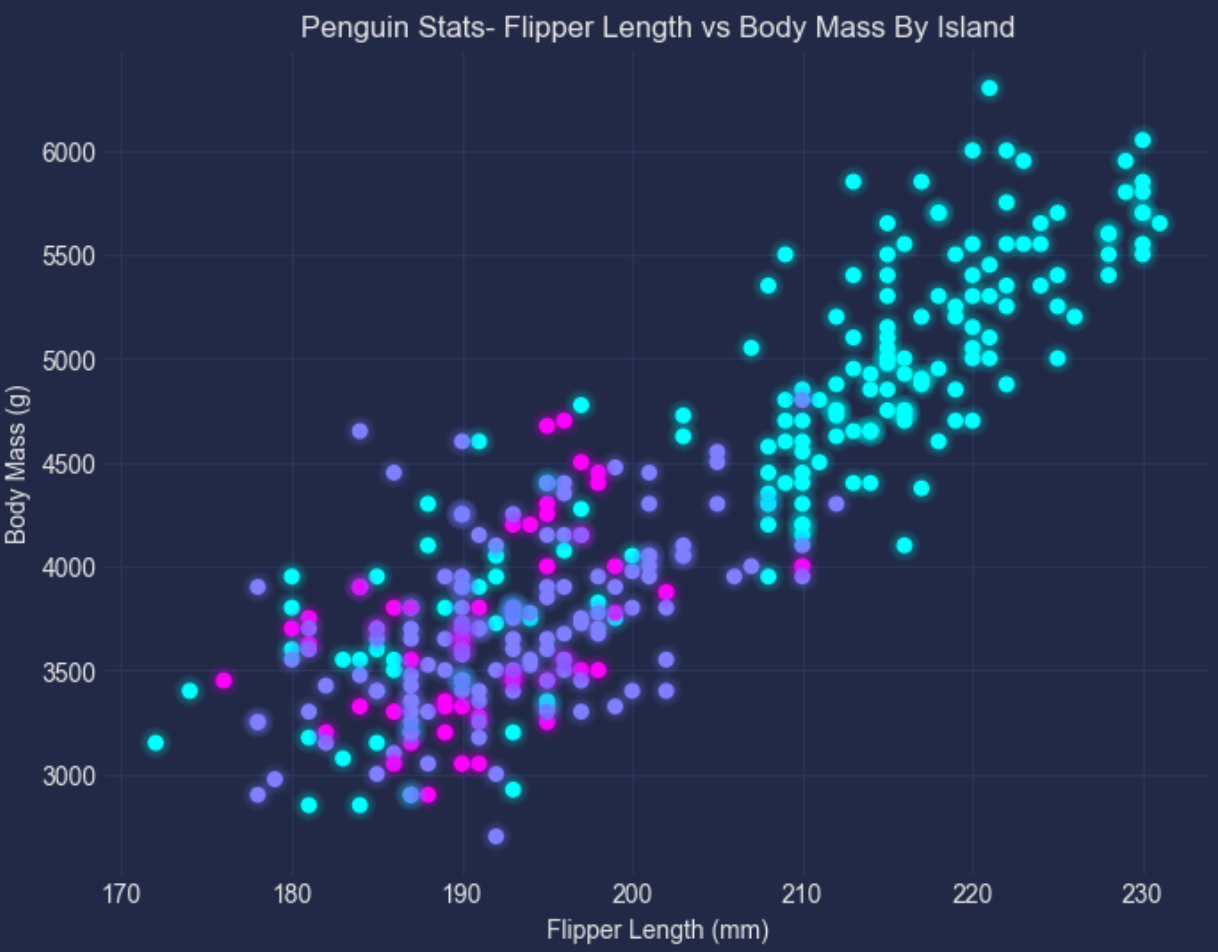 Penguin Stats- Flipper Length vs Body Mass By Island
Body Mass (g)
6000
5500
5000
4500
4000
3500
3000
170 180 190 200 210 220 230
Flipper Length (mm)